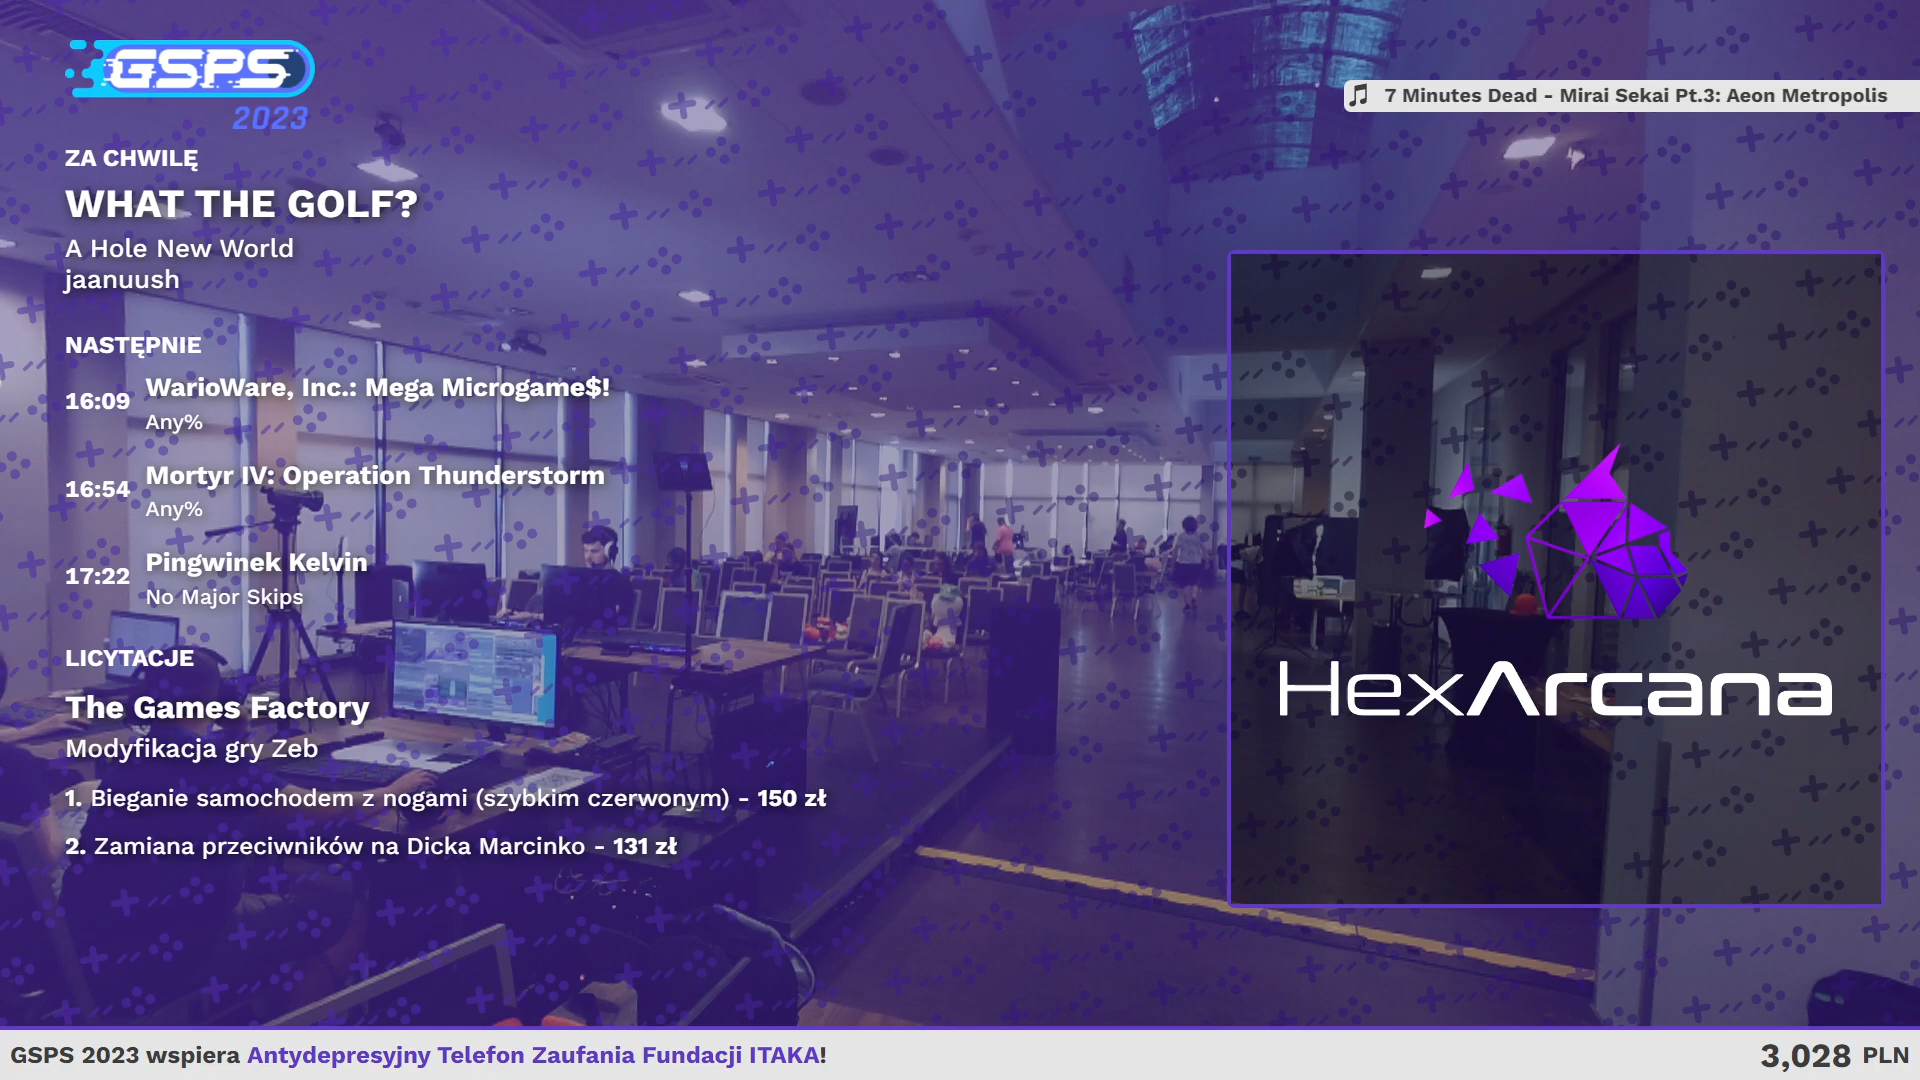 GSPS
2023
7 Minutes Dead - Mirai Sekai Pt.3: Aeon Metropolis
ZA CHWILĘ
WHAT THE GOLF?
A Hole New World
jaanuush
NASTĘPNIE
16:09
WarioWare, Inc.: Mega Microgame$!
Any%
16:54
Mortyr IV: Operation Thunderstorm
Any%
17:22
Pingwinek Kelvin
No Major Skips
LICYTACJE
The Games Factory
Modyfikacja gry Zeb
1. Bieganie samochodem z nogami (szybkim czerwonym) - 150 zł
2. Zamiana przeciwników na Dicka Marcinko - 131 zł
HexArcana
GSPS 2023 wspiera Antydepresyjny Telefon Zaufania Fundacji ITAKA!
3,028 PLN